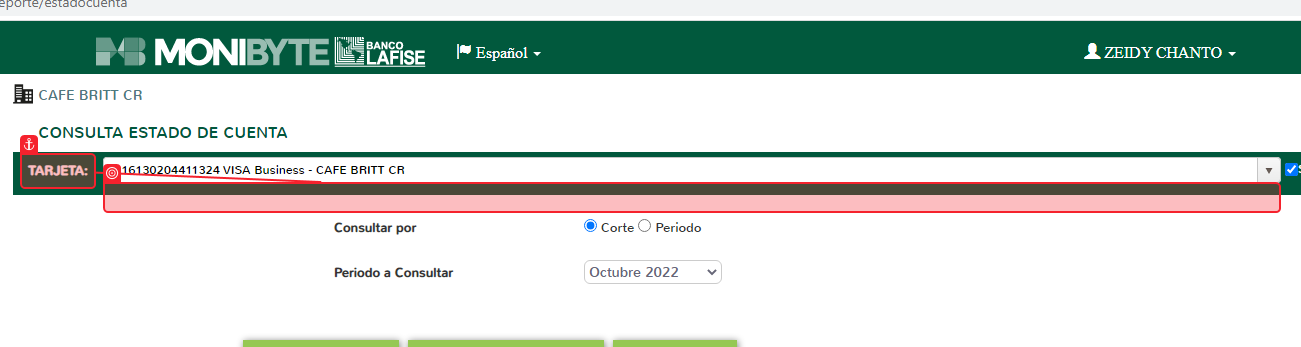 eporte/estadocuenta
MONIBYTE BANCO LAFISE Español ZEIDY CHANTO
CAFE BRITT CR
CONSULTA ESTADO DE CUENTA
TARJETA: 16130204411324 VISA Business - CAFE BRITT CR
Consultar por Corte Periodo
Periodo a Consultar Octubre 2022